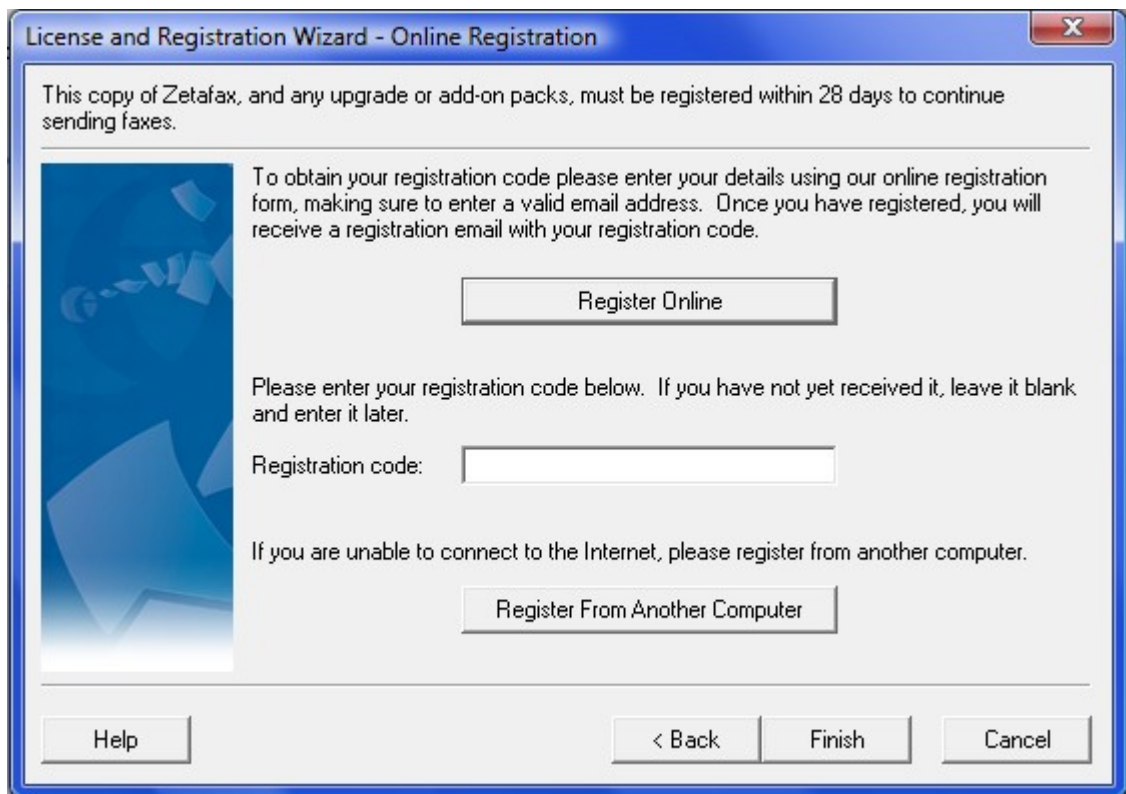 License and Registration Wizard - Online Registration
X
This copy of Zetafax, and any upgrade or add-on packs, must be registered within 28 days to continue
sending faxes.
To obtain your registration code please enter your details using our online registration
form, making sure to enter a valid email address.  Once you have registered, you will
receive a registration email with your registration code.
Register Online
Please enter your registration code below.  If you have not yet received it, leave it blank
and enter it later.
Registration code:
If you are unable to connect to the Internet, please register from another computer.
Register From Another Computer
Help
< Back
Finish
Cancel